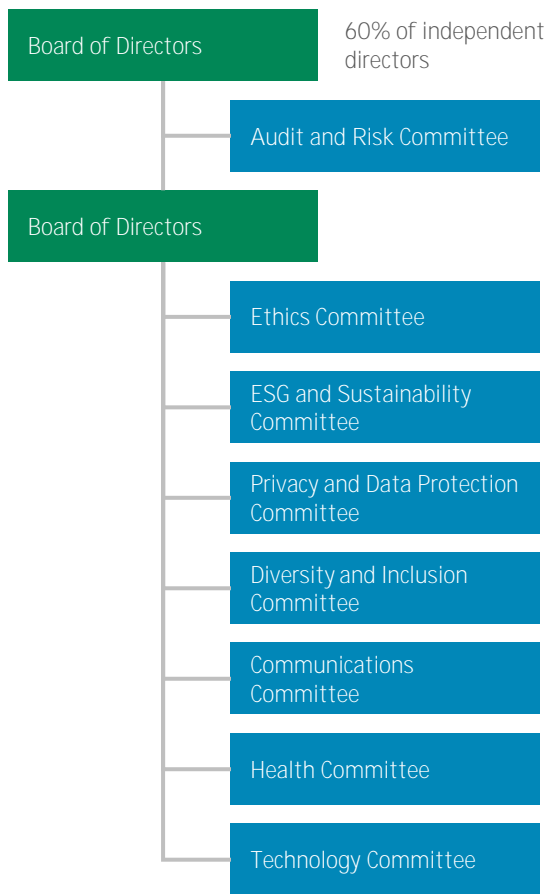 Board of Directors
60% of independent
directors
Audit and Risk Committee
Board of Directors
Ethics Committee
ESG and Sustainability
Committee
Privacy and Data Protection
Committee
Diversity and Inclusion
Committee
Communications
Committee
Health Committee
Technology Committee